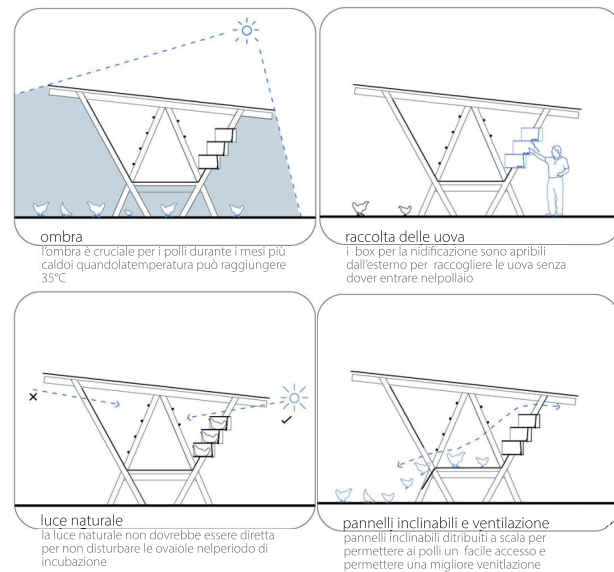 ombra
l'ombra è cruciale per i polli durante i mesi più
caldoi quandolatemperatura può raggiungere
35°C
raccolta delle uova
i box per la nidificazione sono apribili
dall'esterno per raccogliere le uova senza
dover entrare nelpollaio
luce naturale
la luce naturale non dovrebbe essere diretta
per non disturbare le ovaiole nelperiodo di
incubazione
pannelli inclinabili e ventilazione
pannelli inclinabili ditribuiti a scala per
permettere ai polli un facile accesso e
permettere una migliore venitlazione